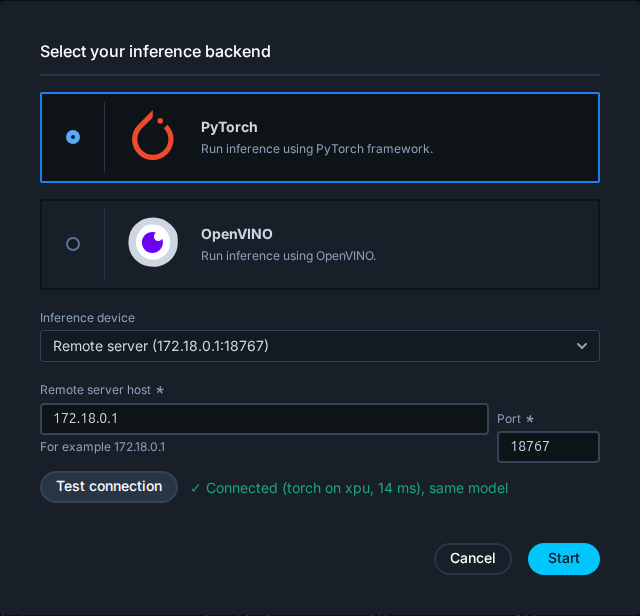 Select your inference backend
PyTorch
Run inference using PyTorch framework.
OpenVINO
Run inference using OpenVINO.
Inference device
Remote server (172.18.0.1:18767)
Remote server host *
172.18.0.1
For example 172.18.0.1
Port *
18767
Test connection
✓ Connected (torch on xpu, 14 ms), same model
Cancel
Start